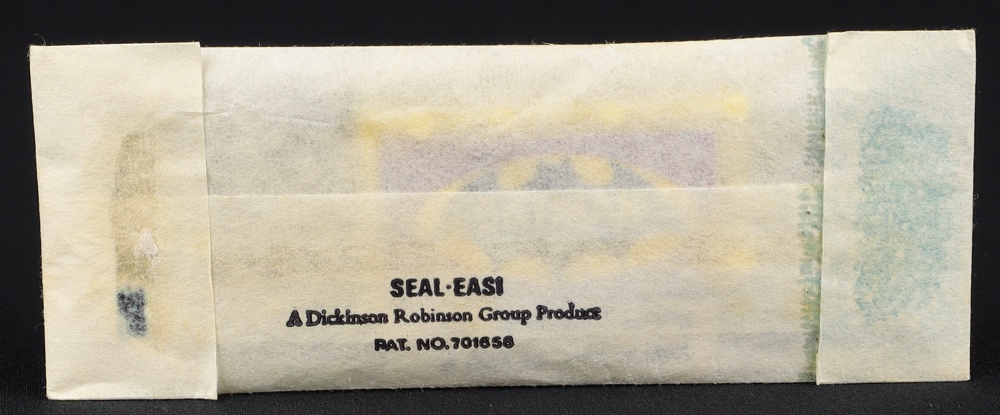 SEAL·EASI
A Dickinson Robinson Group Product
PAT. NO. 701658